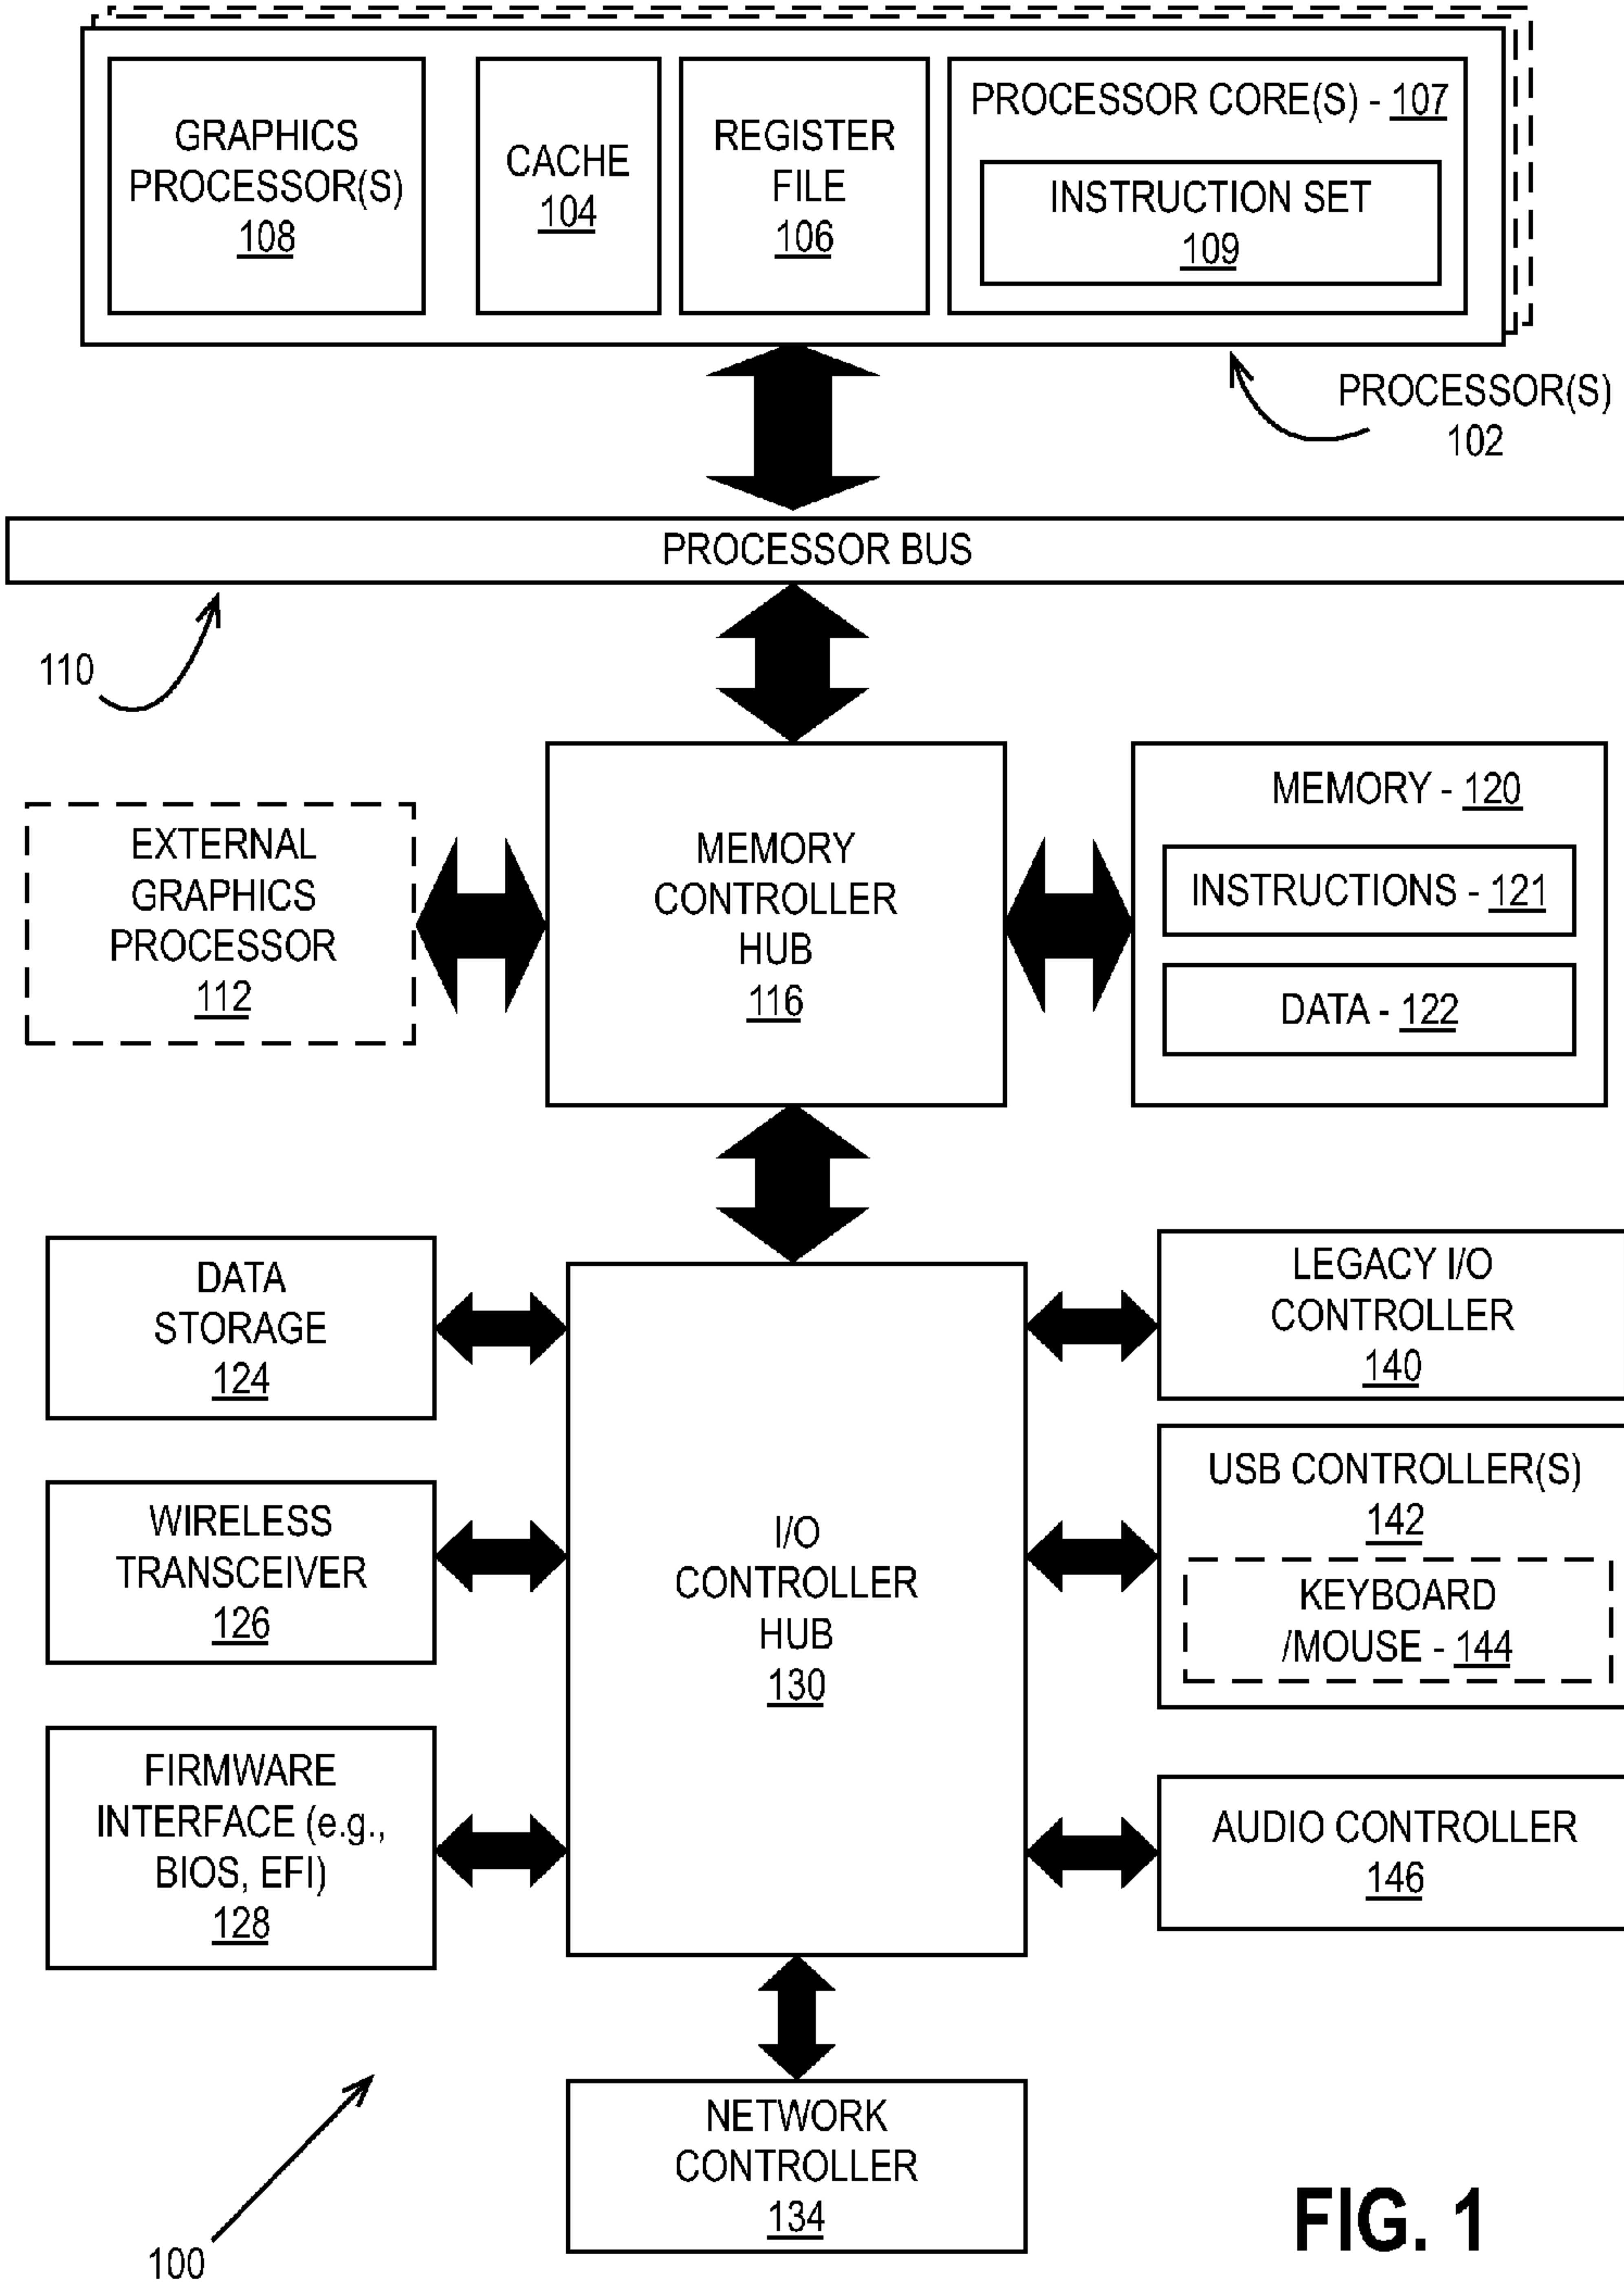 GRAPHICS
PROCESSOR(S)
108
CACHE
104
REGISTER
FILE
106
PROCESSOR CORE(S) - 107
INSTRUCTION SET
109
PROCESSOR(S)
102
PROCESSOR BUS
110
EXTERNAL
GRAPHICS
PROCESSOR
112
MEMORY
CONTROLLER
HUB
116
MEMORY - 120
INSTRUCTIONS - 121
DATA - 122
DATA
STORAGE
124
WIRELESS
TRANSCEIVER
126
FIRMWARE
INTERFACE (e.g.,
BIOS, EFI)
128
I/O
CONTROLLER
HUB
130
LEGACY I/O
CONTROLLER
140
USB CONTROLLER(S)
142
KEYBOARD
/MOUSE - 144
AUDIO CONTROLLER
146
NETWORK
CONTROLLER
134
100
FIG. 1